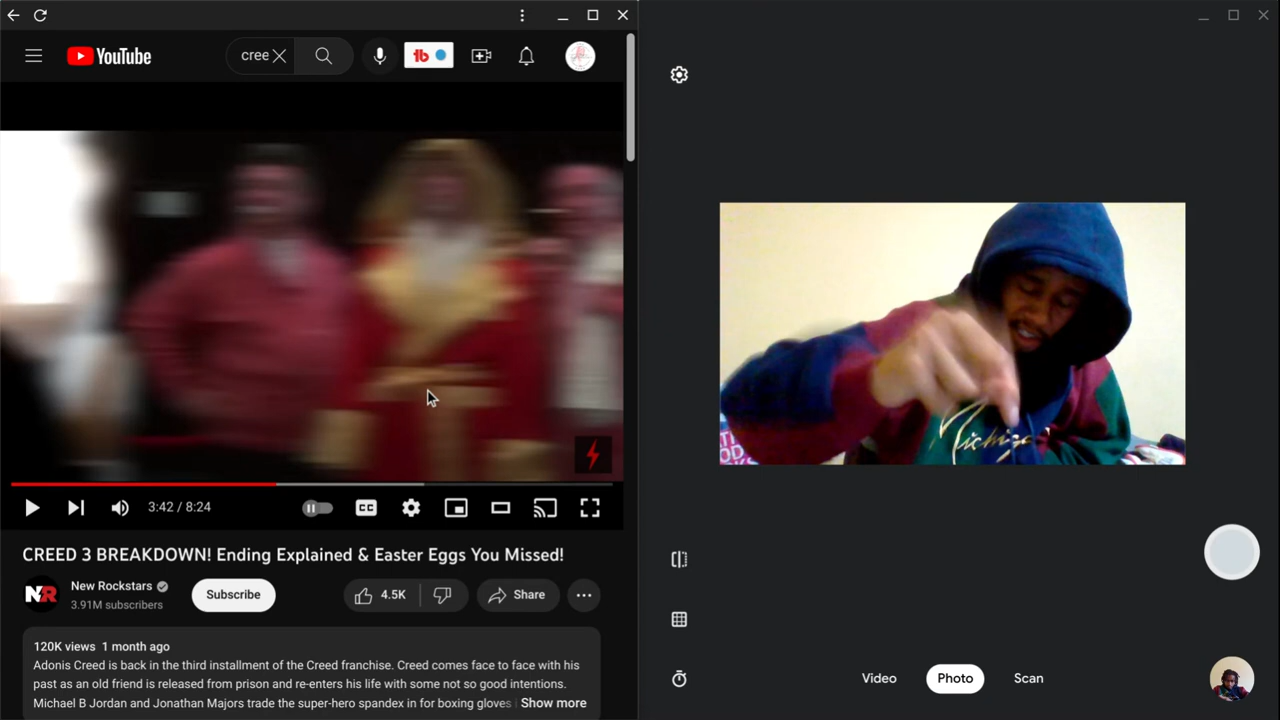 YouTube
cree
tb
3:42 / 8:24
CC
CREED 3 BREAKDOWN! Ending Explained & Easter Eggs You Missed!
NR
New Rockstars
3.91M subscribers
Subscribe
4.5K
Share
120K views 1 month ago
Adonis Creed is back in the third installment of the Creed franchise. Creed comes face to face with his
past as an old friend is released from prison and re-enters his life with some not so good intentions.
Michael B Jordan and Jonathan Majors trade the super-hero spandex in for boxing gloves Show more
Video
Photo
Scan